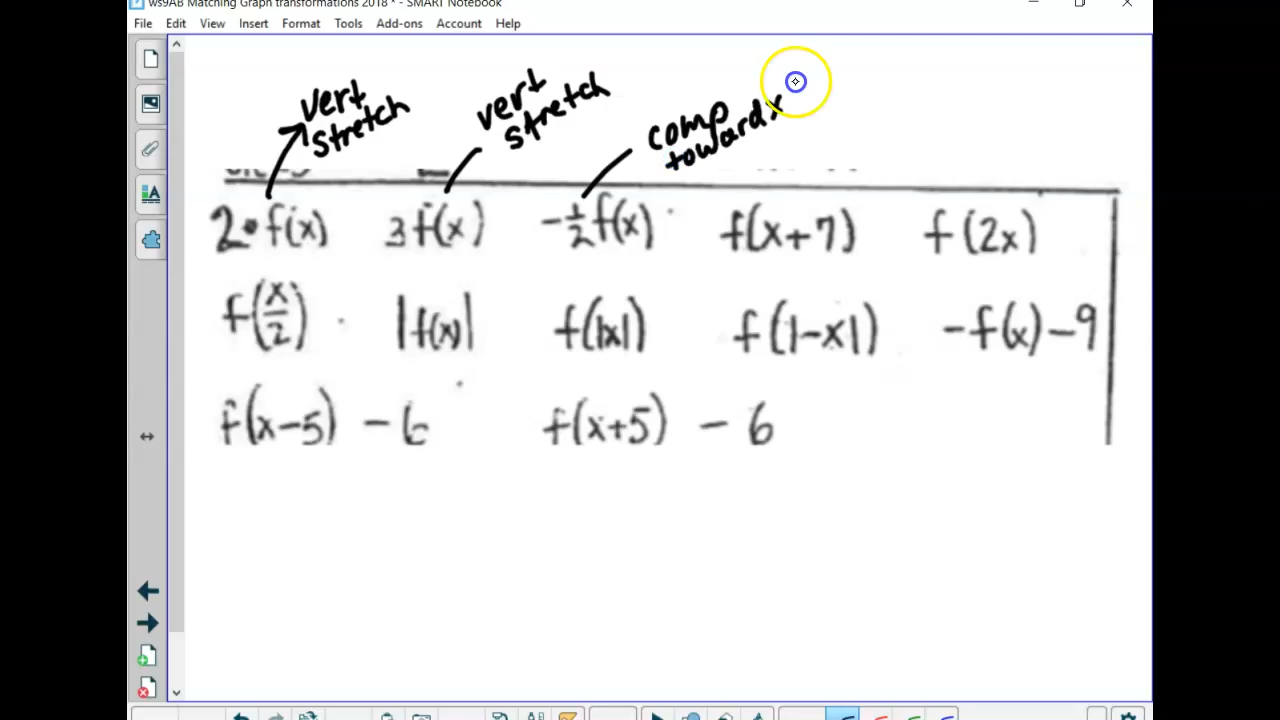 ws9AB Matching Graph transformations 2018 * - SMART Notebook
File Edit View Insert Format Tools Add-ons Account Help
vert
stretch
vert
stretch
comp
toward x
2•f(x) 3f(x) -½f(x) f(x+7) f(2x)
f(x/2) |f(x)| f(|x|) f(|-x|) -f(x)-9
f(x-5) - 6 f(x+5) - 6